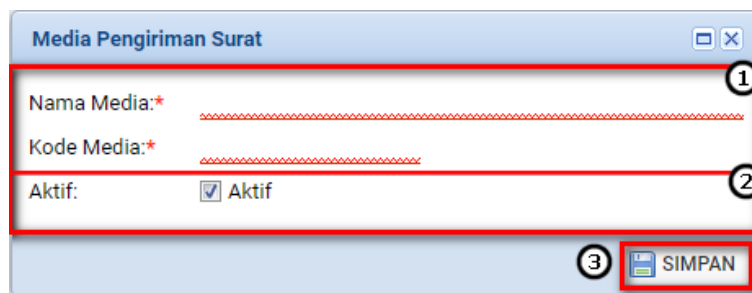 Media Pengiriman Surat
1
Nama Media:*
Kode Media:*
2
Aktif: Aktif
3 SIMPAN